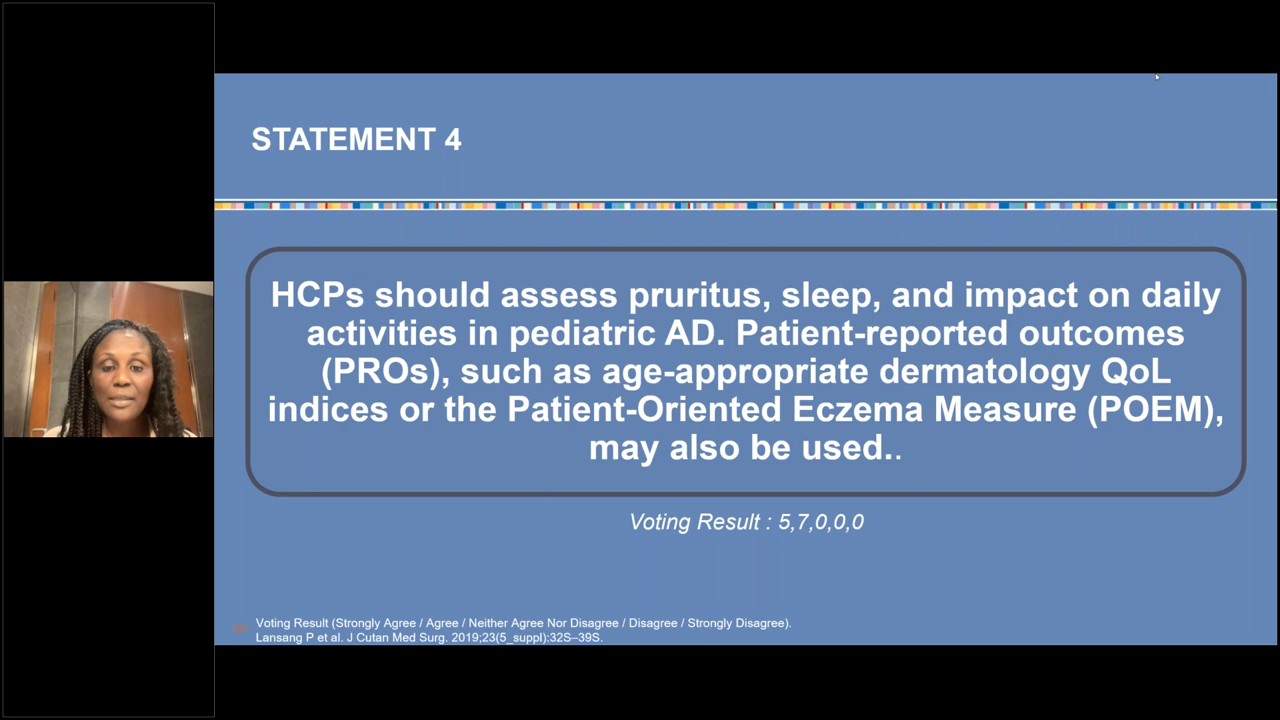 STATEMENT 4
HCPs should assess pruritus, sleep, and impact on daily
activities in pediatric AD. Patient-reported outcomes
(PROs), such as age-appropriate dermatology QoL
indices or the Patient-Oriented Eczema Measure (POEM),
may also be used..
Voting Result : 5,7,0,0,0
Voting Result (Strongly Agree / Agree / Neither Agree Nor Disagree / Disagree / Strongly Disagree).
Lansang P et al. J Cutan Med Surg. 2019;23(5_suppl):32S–39S.